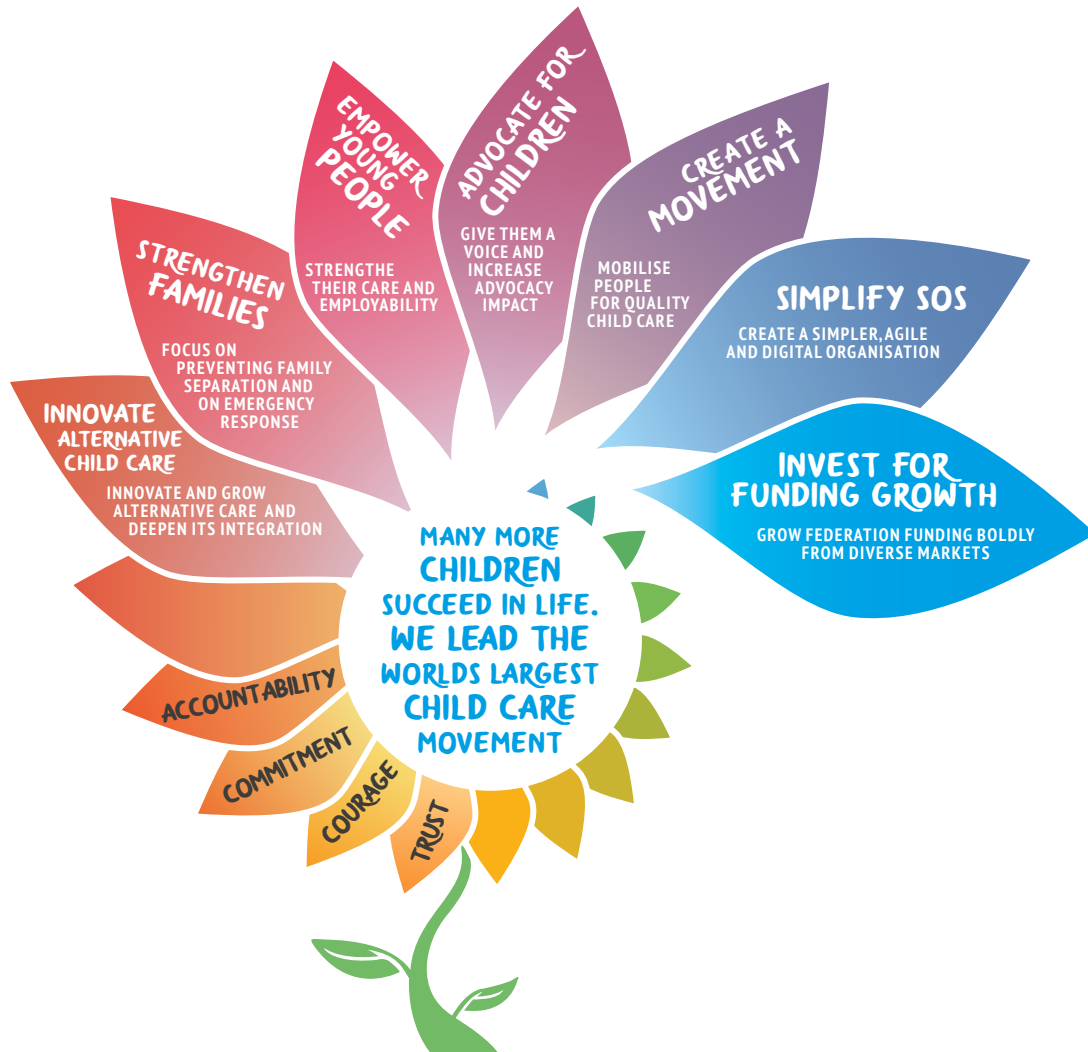 INNOVATE
ALTERNATIVE
CHILD CARE
INNOVATE AND GROW
ALTERNATIVE CARE AND
DEEPEN ITS INTEGRATION
STRENGTHEN
FAMILIES
FOCUS ON
PREVENTING FAMILY
SEPARATION AND
ON EMERGENCY
RESPONSE
EMPOWER
YOUNG
PEOPLE
STRENGTHE
THEIR CARE AND
EMPLOYABILITY
ADVOCATE FOR
CHILDREN
GIVE THEM A
VOICE AND
INCREASE
ADVOCACY
IMPACT
CREATE A
MOVEMENT
MOBILISE
PEOPLE
FOR QUALITY
CHILD CARE
SIMPLIFY SOS
CREATE A SIMPLER, AGILE
AND DIGITAL ORGANISATION
INVEST FOR
FUNDING GROWTH
GROW FEDERATION FUNDING BOLDLY
FROM DIVERSE MARKETS
MANY MORE
CHILDREN
SUCCEED IN LIFE.
WE LEAD THE
WORLDS LARGEST
CHILD CARE
MOVEMENT
ACCOUNTABILITY
COMMITMENT
COURAGE
TRUST